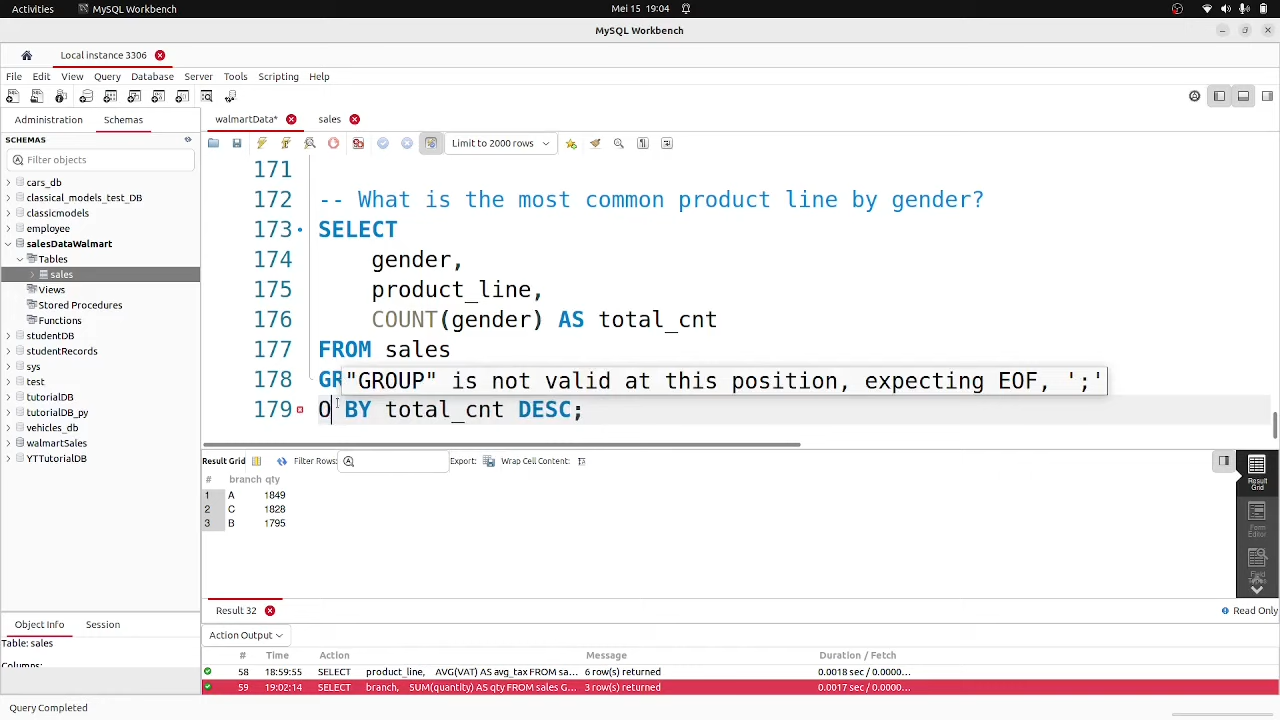 Activities MySQL Workbench Mei 15 19:04
MySQL Workbench
Local instance 3306
File Edit View Query Database Server Tools Scripting Help
Administration Schemas
walmartData* sales
SCHEMAS
Filter objects
Limit to 2000 rows
cars_db
classical_models_test_DB
classicmodels
employee
salesDataWalmart
Tables
sales
Views
Stored Procedures
Functions
studentDB
studentRecords
sys
test
tutorialDB
tutorialDB_py
vehicles_db
walmartSales
YTTutorialDB
171
172 -- What is the most common product line by gender?
173 SELECT
174 gender,
175 product_line,
176 COUNT(gender) AS total_cnt
177 FROM sales
178 GR "GROUP" is not valid at this position, expecting EOF, ';'
179 O BY total_cnt DESC;
Result Grid Filter Rows: Export: Wrap Cell Content:
# branch qty
1 A 1849
2 C 1828
3 B 1795
Result Grid
Form Editor
Field Types
Result 32
Read Only
Object Info Session
Table: sales
Columns:
Action Output
# Time Action Message Duration / Fetch
58 18:59:55 SELECT product_line, AVG(VAT) AS avg_tax FROM sa... 6 row(s) returned 0.0018 sec / 0.0000...
59 19:02:14 SELECT branch, SUM(quantity) AS qty FROM sales G... 3 row(s) returned 0.0017 sec / 0.0000...
Query Completed